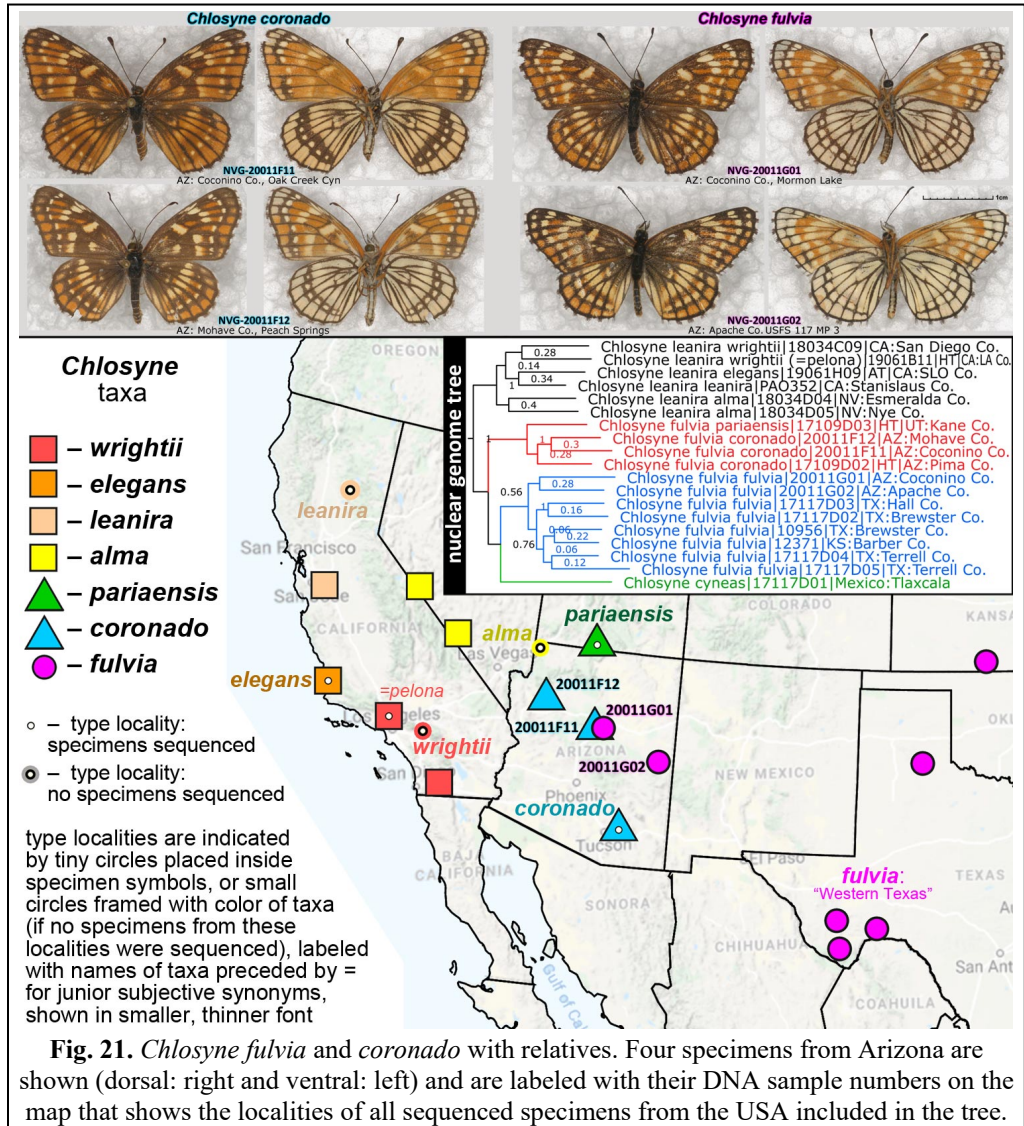 Chlosyne coronado
Chlosyne fulvia
NVG-20011F11
AZ: Coconino Co., Oak Creek Cyn
NVG-20011G01
AZ: Coconino Co., Mormon Lake
1cm
NVG-20011F12
AZ: Mohave Co., Peach Springs
NVG-20011G02
AZ: Apache Co. USFS 117 MP 3
Chlosyne
taxa
– wrightii
– elegans
– leanira
– alma
– pariaensis
– coronado
– fulvia
– type locality:
specimens sequenced
– type locality:
no specimens sequenced
type localities are indicated
by tiny circles placed inside
specimen symbols, or small
circles framed with color of taxa
(if no specimens from these
localities were sequenced), labeled
with names of taxa preceded by =
for junior subjective synonyms,
shown in smaller, thinner font
nuclear genome tree
Chlosyne leanira wrightii|18034C09|CA:San Diego Co.
Chlosyne leanira wrightii (=pelona)|19061B11|HT|CA:LA Co.
Chlosyne leanira elegans|19061H09|AT|CA:SLO Co.
Chlosyne leanira leanira|PAO352|CA:Stanislaus Co.
Chlosyne leanira alma|18034D04|NV:Esmeralda Co.
Chlosyne leanira alma|18034D05|NV:Nye Co.
Chlosyne fulvia pariaensis|17109D03|HT|UT:Kane Co.
Chlosyne fulvia coronado|20011F12|AZ:Mohave Co.
Chlosyne fulvia coronado|20011F11|AZ:Coconino Co.
Chlosyne fulvia coronado|17109D02|HT|AZ:Pima Co.
Chlosyne fulvia fulvia|20011G01|AZ:Coconino Co.
Chlosyne fulvia fulvia|20011G02|AZ:Apache Co.
Chlosyne fulvia fulvia|17117D03|TX:Hall Co.
Chlosyne fulvia fulvia|17117D02|TX:Brewster Co.
Chlosyne fulvia fulvia|10956|TX:Brewster Co.
Chlosyne fulvia fulvia|12371|KS:Barber Co.
Chlosyne fulvia fulvia|17117D04|TX:Terrell Co.
Chlosyne fulvia fulvia|17117D05|TX:Terrell Co.
Chlosyne cyneas|17117D01|Mexico:Tlaxcala
0.28
0.14
0.34
1
0.4
1
1
0.3
0.28
0.56
0.28
1
0.16
0.06
0.22
0.76
0.06
0.12
OREGON
leanira
San Francisco
San Jose
CALIFORNIA
alma
Las Vegas
pariaensis
COLORADO
KANSA
elegans
=pelona
Los Angeles
wrightii
San Diego
20011F12
20011F11
20011G01
ARIZONA
20011G02
Phoenix
coronado
Tucson
NEW MEXICO
OKL
El Paso
fulvia:
"Western Texas"
TEXAS
Au
San Ant
BAJA
CALIFORNIA
SONORA
CHIHUAHUA
COAHUILA
Gulf of Cal
Fig. 21. Chlosyne fulvia and coronado with relatives. Four specimens from Arizona are
shown (dorsal: right and ventral: left) and are labeled with their DNA sample numbers on the
map that shows the localities of all sequenced specimens from the USA included in the tree.